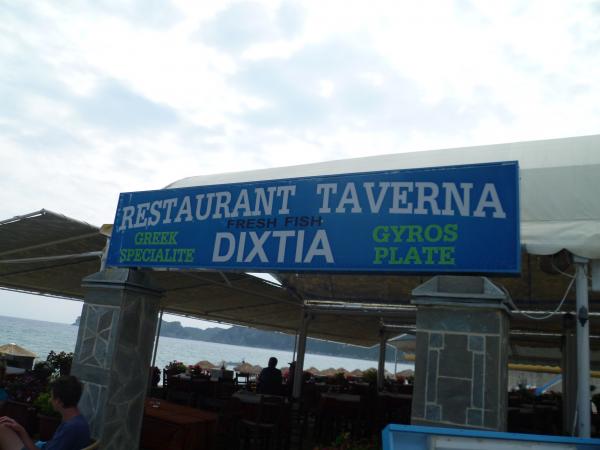 RESTAURANT TAVERNA
FRESH FISH
GREEK SPECIALITE
DIXTIA
GYROS PLATE